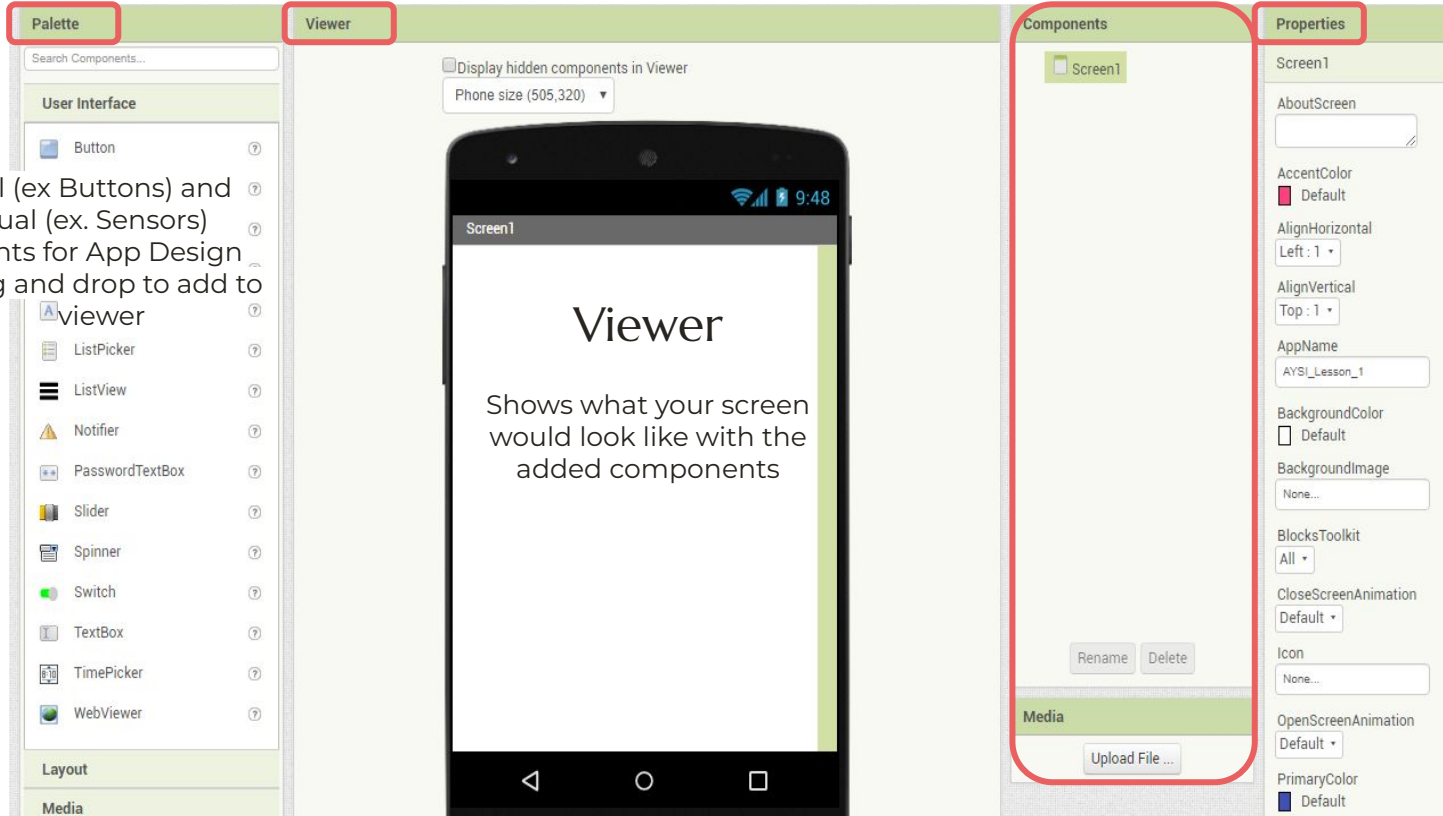 Palette
Search Components...
User Interface
Button
(ex Buttons) and
(ex. Sensors)
for App Design
and drop to add to
viewer
ListPicker
ListView
Notifier
PasswordTextBox
Slider
Spinner
Switch
TextBox
TimePicker
WebViewer
Layout
Media
Viewer
Display hidden components in Viewer
Phone size (505,320)
9:48
Screen1
Viewer
Shows what your screen
would look like with the
added components
Components
Screen1
Rename Delete
Media
Upload File ...
Properties
Screen1
AboutScreen
AccentColor
Default
AlignHorizontal
Left : 1
AlignVertical
Top : 1
AppName
AYSI_Lesson_1
BackgroundColor
Default
BackgroundImage
None...
BlocksToolkit
All
CloseScreenAnimation
Default
Icon
None...
OpenScreenAnimation
Default
PrimaryColor
Default